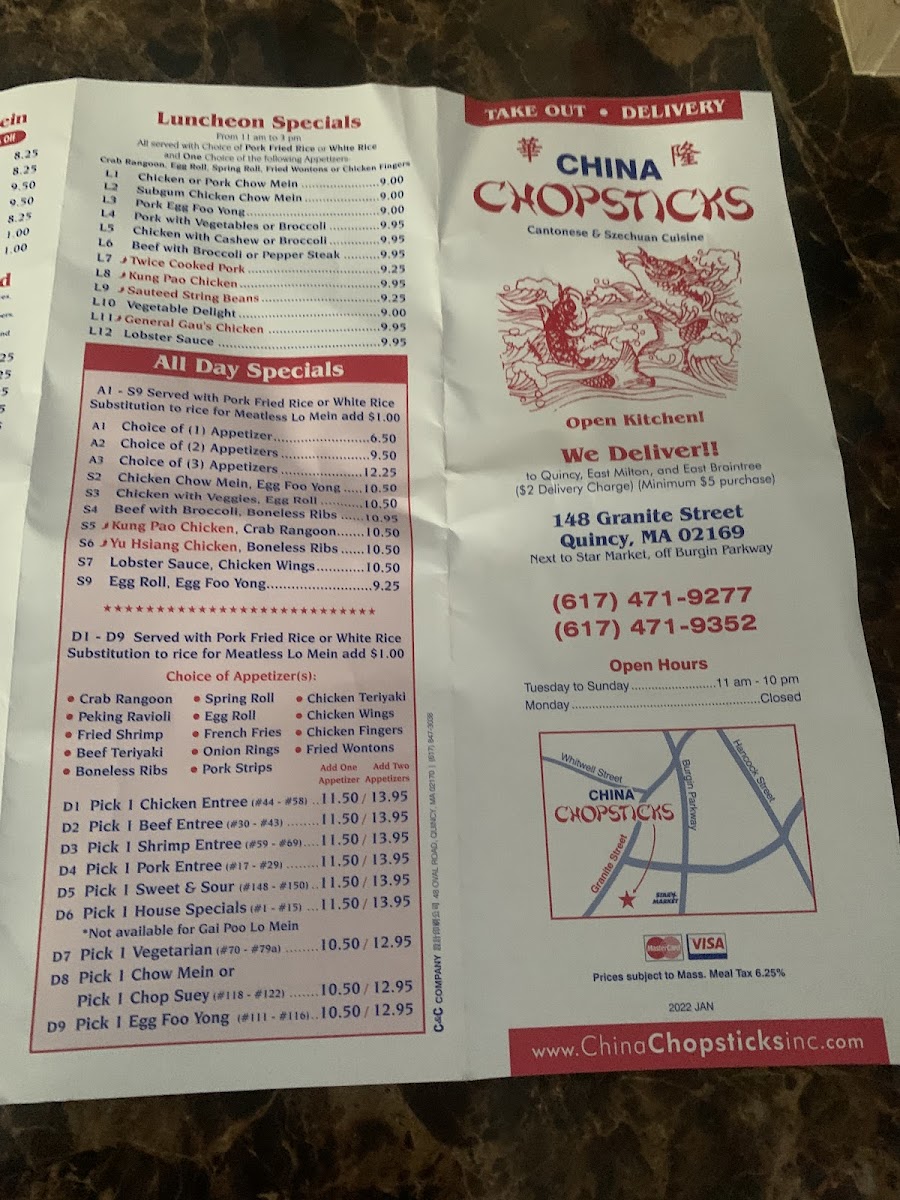 ein
Off
8.25
8.25
9.50
9.50
8.25
1.00
1.00
d
Luncheon Specials
From 11 am to 3 pm
All served with Choice of Pork Fried Rice or White Rice
and One Choice of the following Appetizers
Crab Rangoon, Egg Roll, Spring Roll, Fried Wontons or Chicken Fingers
L1 Chicken or Pork Chow Mein ..................9.00
L2 Subgum Chicken Chow Mein ..................9.00
L3 Pork Egg Foo Yong..................9.00
L4 Pork with Vegetables or Broccoli ............9.95
L5 Chicken with Cashew or Broccoli............9.95
L6 Beef with Broccoli or Pepper Steak .........9.95
L7 Twice Cooked Pork ........................9.25
L8 Kung Pao Chicken........................9.95
L9 Sauteed String Beans ........................9.25
L10 Vegetable Delight ........................9.00
L11 General Gau's Chicken ........................9.95
L12 Lobster Sauce ........................9.95
All Day Specials
A1 - S9 Served with Pork Fried Rice or White Rice
Substitution to rice for Meatless Lo Mein add $1.00
A1 Choice of (1) Appetizer........................6.50
A2 Choice of (2) Appetizers ........................9.50
A3 Choice of (3) Appetizers ....................12.25
S2 Chicken Chow Mein, Egg Foo Yong .....10.50
S3 Chicken with Veggies, Egg Roll ..........10.50
S4 Beef with Broccoli, Boneless Ribs ......10.95
S5 Kung Pao Chicken, Crab Rangoon.......10.50
S6 Yu Hsiang Chicken, Boneless Ribs......10.50
S7 Lobster Sauce, Chicken Wings............10.50
S9 Egg Roll, Egg Foo Yong.......................9.25
D1 - D9 Served with Pork Fried Rice or White Rice
Substitution to rice for Meatless Lo Mein add $1.00
Choice of Appetizer(s):
• Crab Rangoon • Spring Roll • Chicken Teriyaki
• Peking Ravioli • Egg Roll • Chicken Wings
• Fried Shrimp • French Fries • Chicken Fingers
• Beef Teriyaki • Onion Rings • Fried Wontons
• Boneless Ribs • Pork Strips
Add One Appetizer Add Two Appetizers
D1 Pick 1 Chicken Entree (#44 - #58) ..11.50 / 13.95
D2 Pick 1 Beef Entree (#30 - #43) ........11.50 / 13.95
D3 Pick 1 Shrimp Entree (#59 - #69)....11.50 / 13.95
D4 Pick 1 Pork Entree (#17 - #29) ........11.50 / 13.95
D5 Pick 1 Sweet & Sour (#148 - #150)..11.50 / 13.95
D6 Pick 1 House Specials (#1 - #15) ...11.50 / 13.95
*Not available for Gai Poo Lo Mein
D7 Pick 1 Vegetarian (#70 - #79a) ........10.50 / 12.95
D8 Pick 1 Chow Mein or
Pick 1 Chop Suey (#118 - #122) .......10.50 / 12.95
D9 Pick 1 Egg Foo Yong (#111 - #116)..10.50 / 12.95
C&C COMPANY 設計印刷公司 48 OVAL ROAD, QUINCY, MA 02170 | (617) 847-3038
TAKE OUT • DELIVERY
華 隆
CHINA
CHOPSTICKS
Cantonese & Szechuan Cuisine
Open Kitchen!
We Deliver!!
to Quincy, East Milton, and East Braintree
($2 Delivery Charge) (Minimum $5 purchase)
148 Granite Street
Quincy, MA 02169
Next to Star Market, off Burgin Parkway
(617) 471-9277
(617) 471-9352
Open Hours
Tuesday to Sunday........................11 am - 10 pm
Monday.....................................................Closed
Whitwell Street
Burgin Parkway
Hancock Street
CHINA
CHOPSTICKS
Granite Street
STAR MARKET
MasterCard VISA
Prices subject to Mass. Meal Tax 6.25%
2022 JAN
www.ChinaChopsticksinc.com